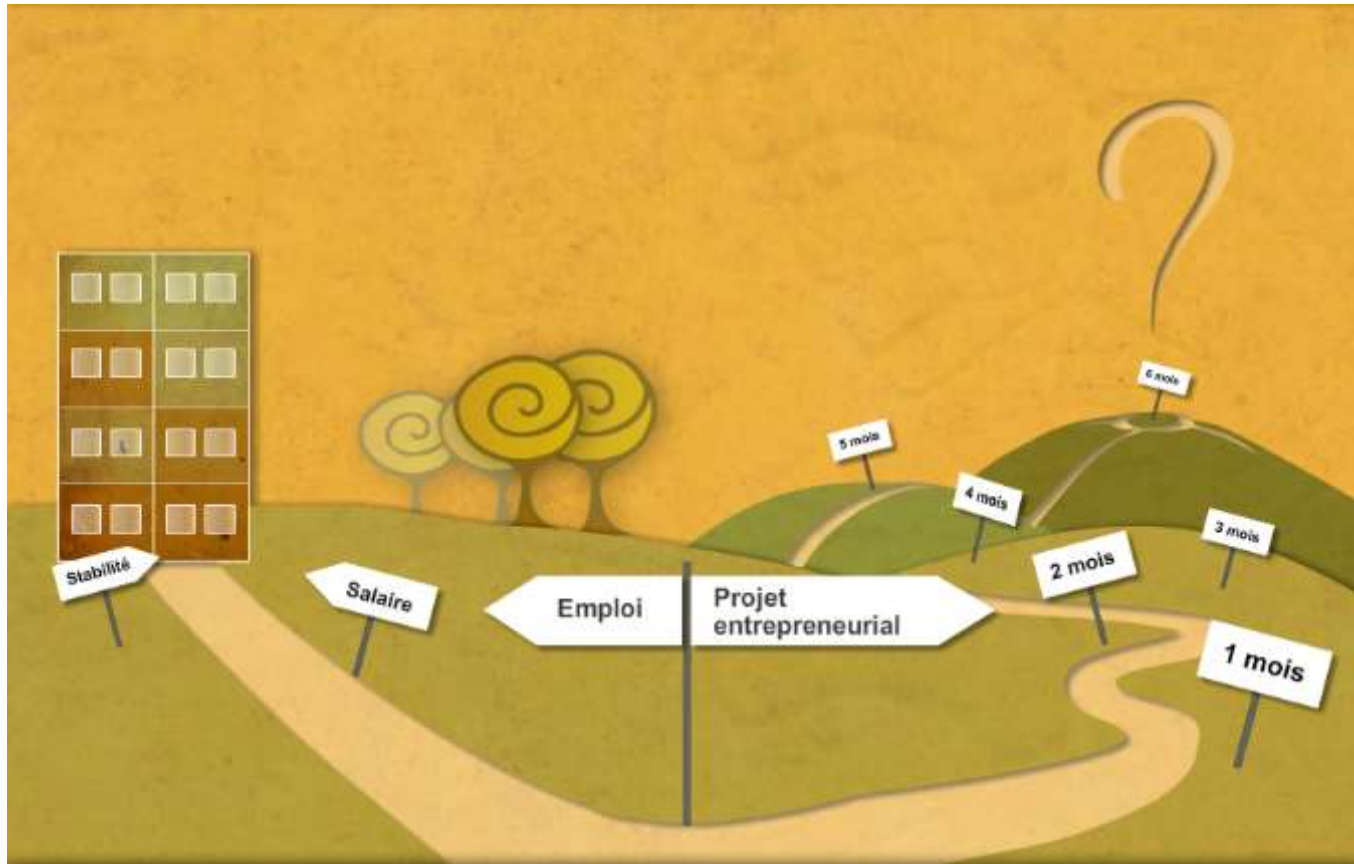 Stabilité
Salaire
Emploi
Projet
entrepreneurial
1 mois
2 mois
3 mois
4 mois
5 mois
6 mois